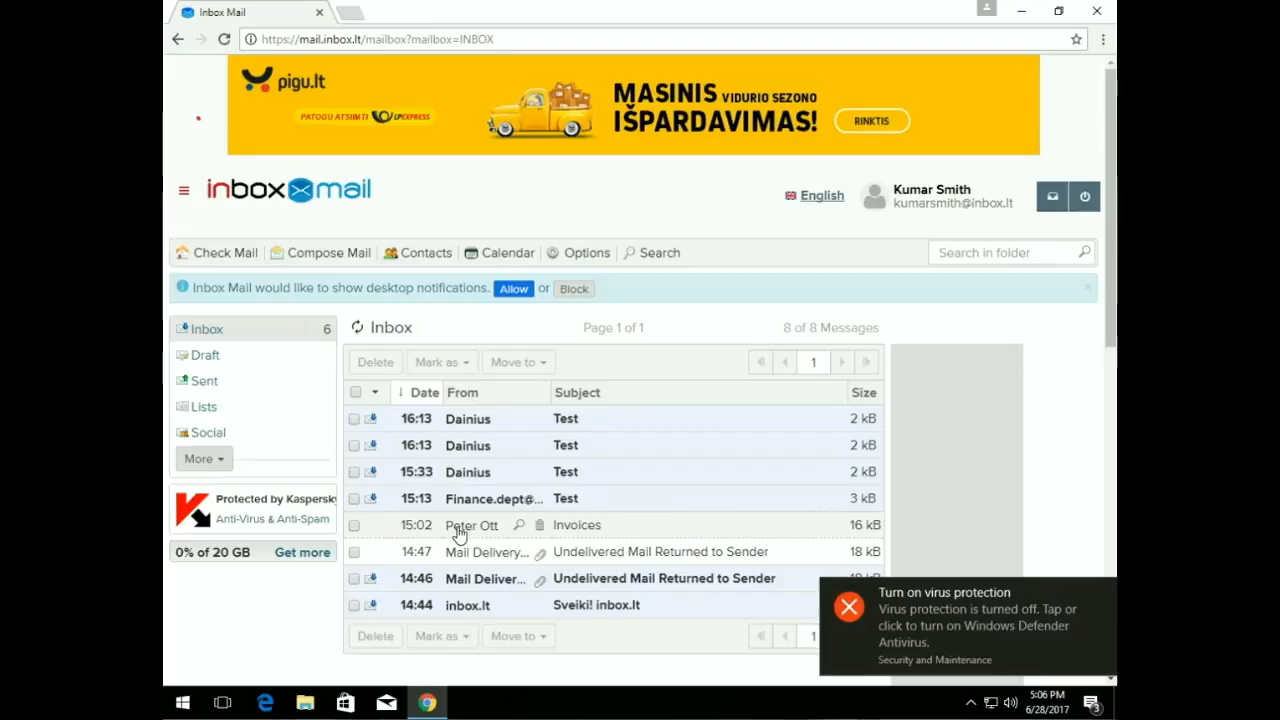 Inbox Mail
https://mail.inbox.lt/mailbox?mailbox=INBOX
pigu.lt
PATOGU ATSIIMTI LP EXPRESS
MASINIS VIDURIO SEZONO
IŠPARDAVIMAS!
RINKTIS
inbox mail
English
Kumar Smith
kumarsmith@inbox.lt
Check Mail
Compose Mail
Contacts
Calendar
Options
Search
Search in folder
Inbox Mail would like to show desktop notifications. Allow or Block
Inbox 6
Draft
Sent
Lists
Social
More
Protected by Kaspersky
Anti-Virus & Anti-Spam
0% of 20 GB Get more
Inbox
Page 1 of 1
8 of 8 Messages
Delete Mark as Move to 1
Date From Subject Size
16:13 Dainius Test 2 kB
16:13 Dainius Test 2 kB
15:33 Dainius Test 2 kB
15:13 Finance.dept@... Test 3 kB
15:02 Peter Ott Invoices 16 kB
14:47 Mail Delivery... Undelivered Mail Returned to Sender 18 kB
14:46 Mail Deliver... Undelivered Mail Returned to Sender
14:44 inbox.lt Sveiki! inbox.lt
Delete Mark as Move to 1
Turn on virus protection
Virus protection is turned off. Tap or
click to turn on Windows Defender
Antivirus.
Security and Maintenance
5:06 PM
6/28/2017
3